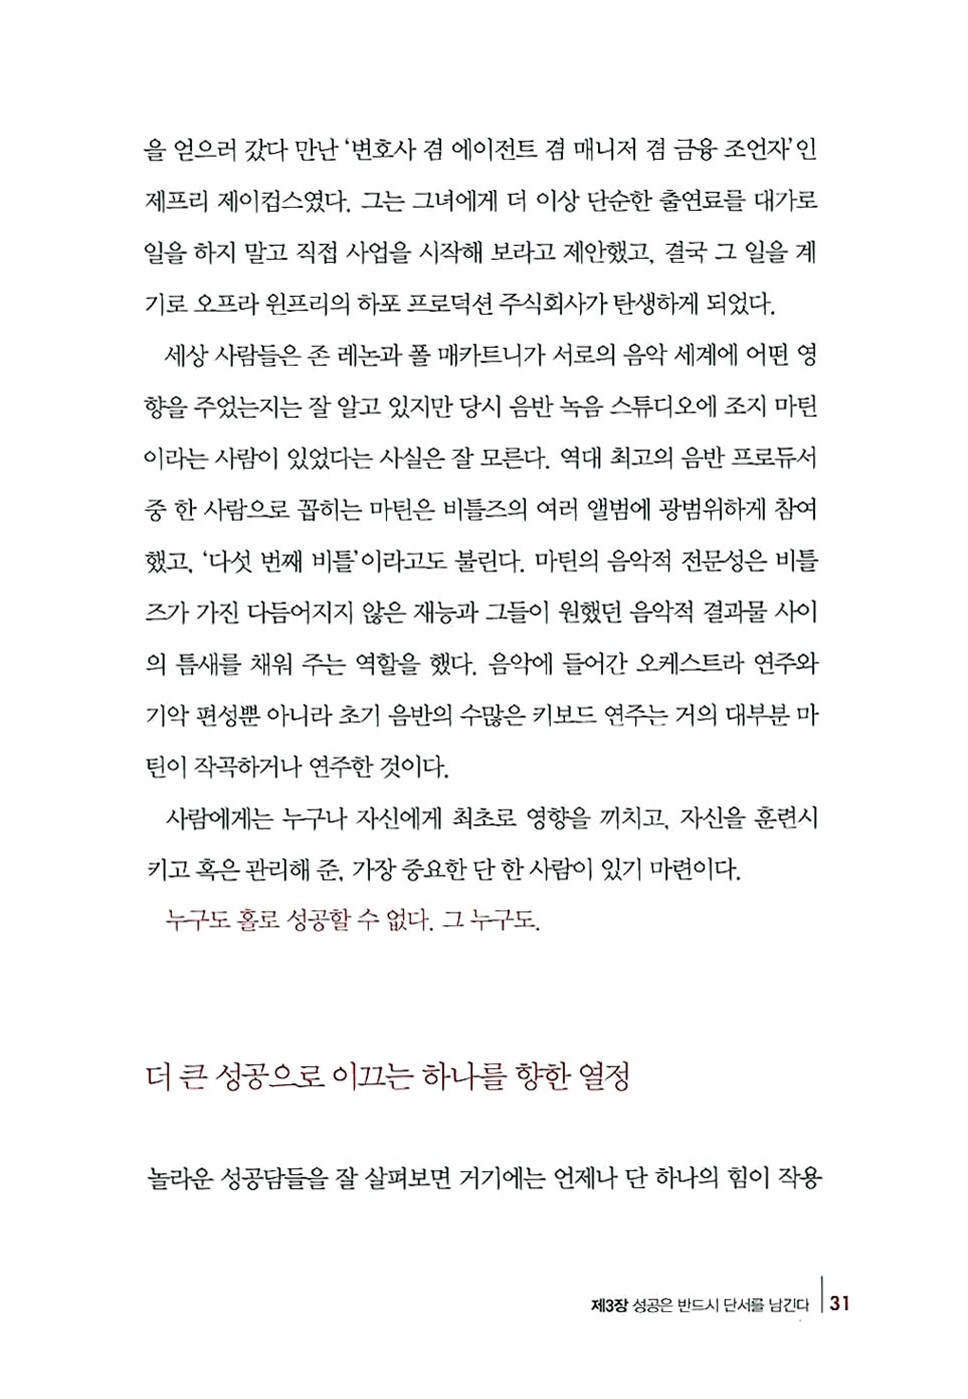 을 얻으러 갔다 만난 ‘변호사 겸 에이전트 겸 매니저 겸 금융 조언자’인
제프리 제이컵스였다. 그는 그녀에게 더 이상 단순한 출연료를 대가로
일을 하지 말고 직접 사업을 시작해 보라고 제안했고, 결국 그 일을 계
기로 오프라 윈프리의 하포 프로덕션 주식회사가 탄생하게 되었다.
세상 사람들은 존 레논과 폴 매카트니가 서로의 음악 세계에 어떤 영
향을 주었는지는 잘 알고 있지만 당시 음반 녹음 스튜디오에 조지 마틴
이라는 사람이 있었다는 사실은 잘 모른다. 역대 최고의 음반 프로듀서
중 한 사람으로 꼽히는 마틴은 비틀즈의 여러 앨범에 광범위하게 참여
했고, ‘다섯 번째 비틀’이라고도 불린다. 마틴의 음악적 전문성은 비틀
즈가 가진 다듬어지지 않은 재능과 그들이 원했던 음악적 결과물 사이
의 틈새를 채워 주는 역할을 했다. 음악에 들어간 오케스트라 연주와
기악 편성뿐 아니라 초기 음반의 수많은 키보드 연주는 거의 대부분 마
틴이 작곡하거나 연주한 것이다.
사람에게는 누구나 자신에게 최초로 영향을 끼치고, 자신을 훈련시
키고 혹은 관리해 준, 가장 중요한 단 한 사람이 있기 마련이다.
누구도 홀로 성공할 수 없다. 그 누구도.
더 큰 성공으로 이끄는 하나를 향한 열정
놀라운 성공담들을 잘 살펴보면 거기에는 언제나 단 하나의 힘이 작용
제3장 성공은 반드시 단서를 남긴다 31